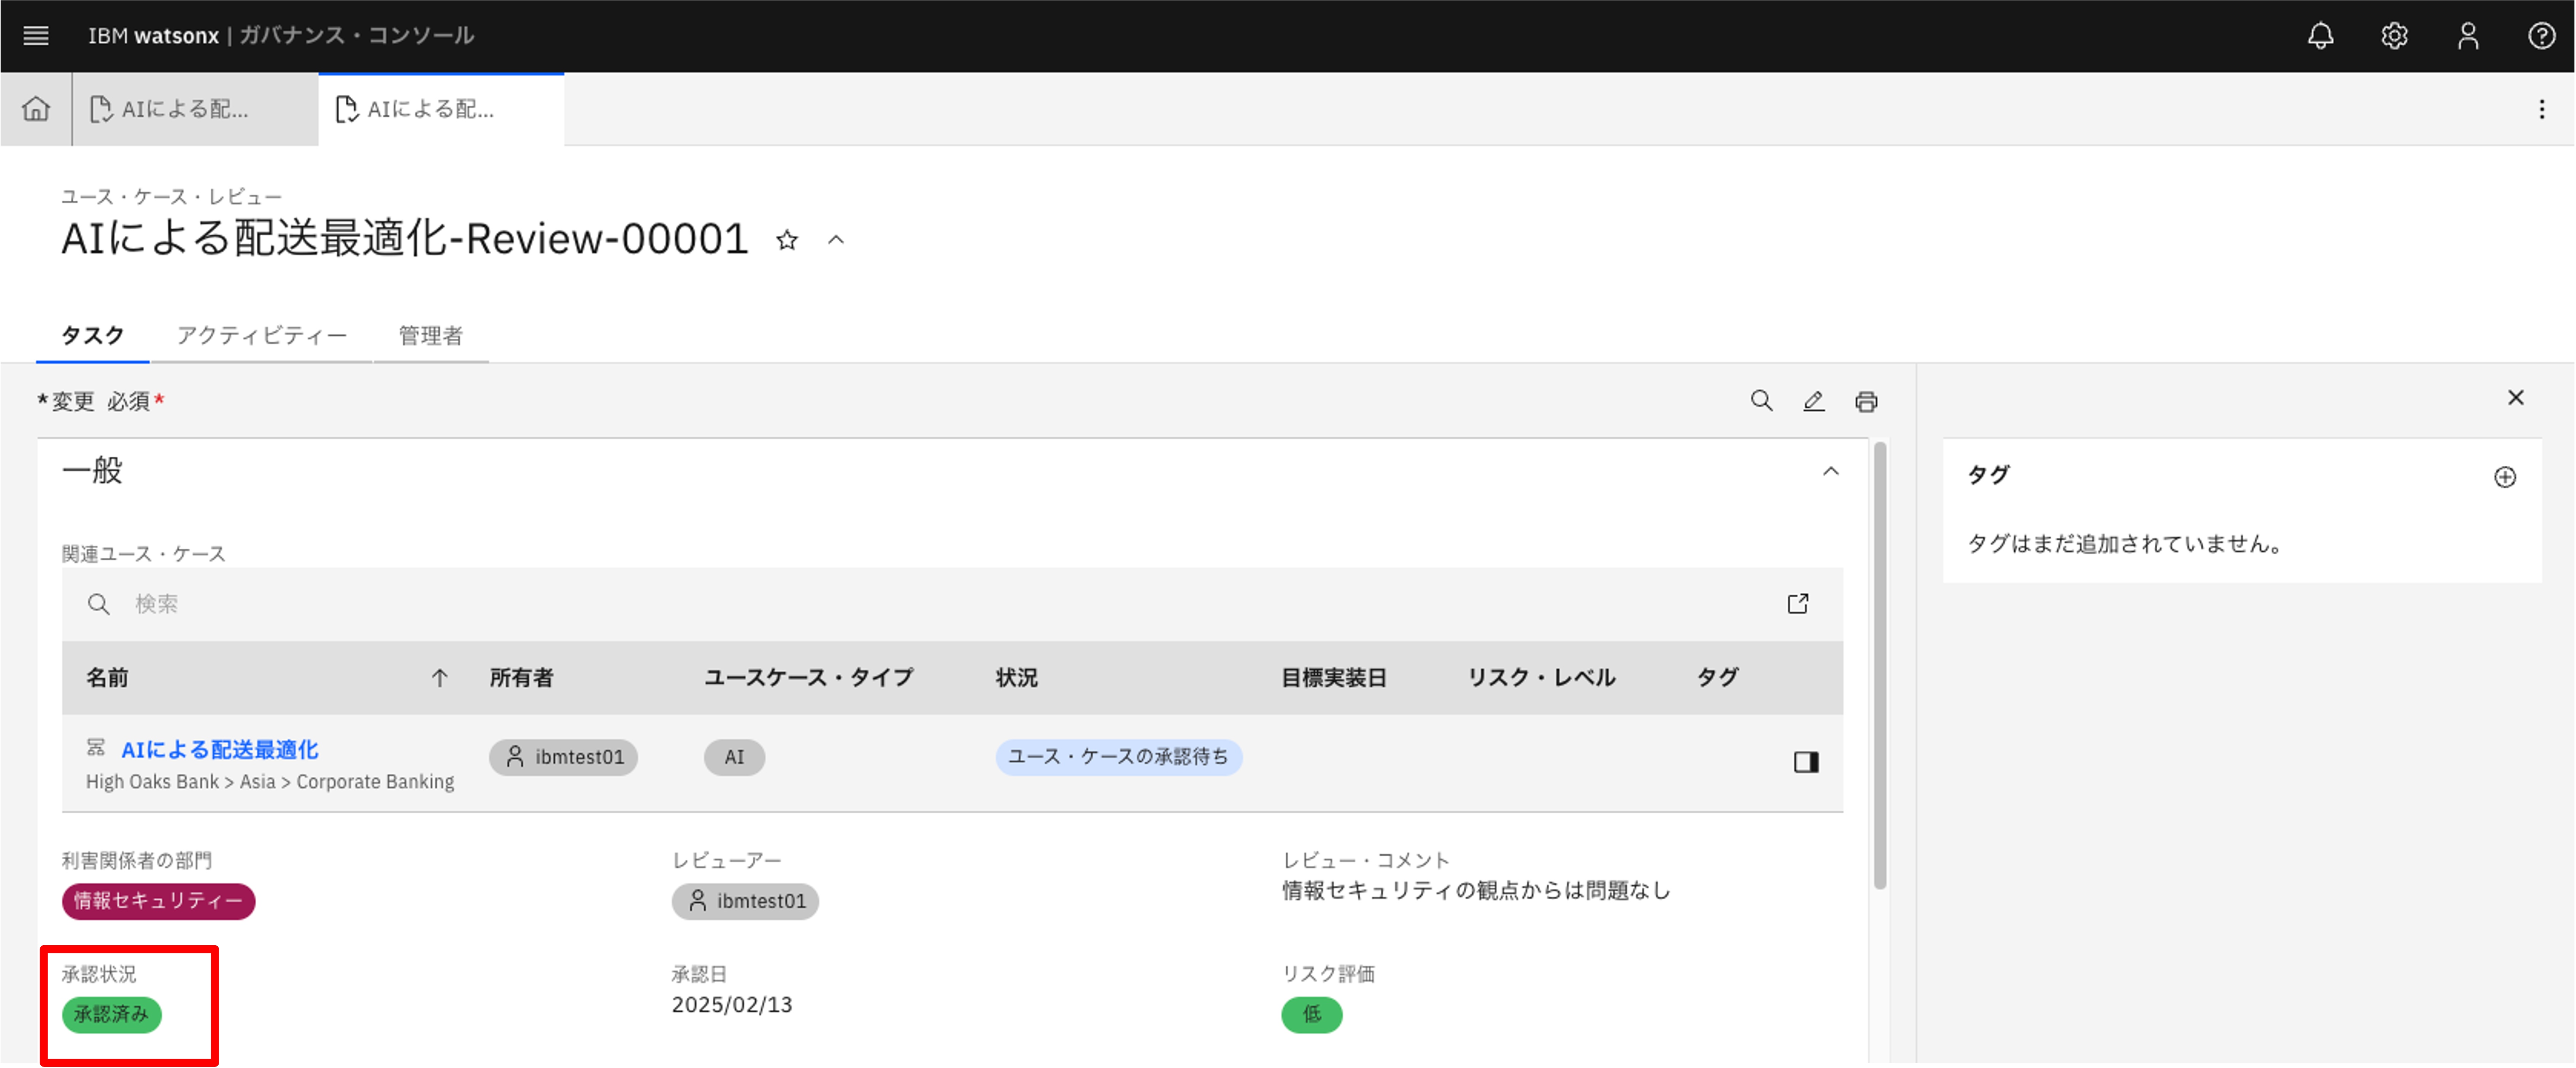 IBM watsonx | ガバナンス・コンソール
AIによる配...
AIによる配...
ユース・ケース・レビュー
AIによる配送最適化-Review-00001
タスク アクティビティー 管理者
*変更 必須*
一般
関連ユース・ケース
検索
名前 所有者 ユースケース・タイプ 状況 目標実装日 リスク・レベル タグ
AIによる配送最適化 ibmtest01 AI ユース・ケースの承認待ち
High Oaks Bank > Asia > Corporate Banking
利害関係者の部門 レビューアー レビュー・コメント
情報セキュリティー ibmtest01 情報セキュリティの観点からは問題なし
承認状況 承認日 リスク評価
承認済み 2025/02/13 低
タグ
タグはまだ追加されていません。